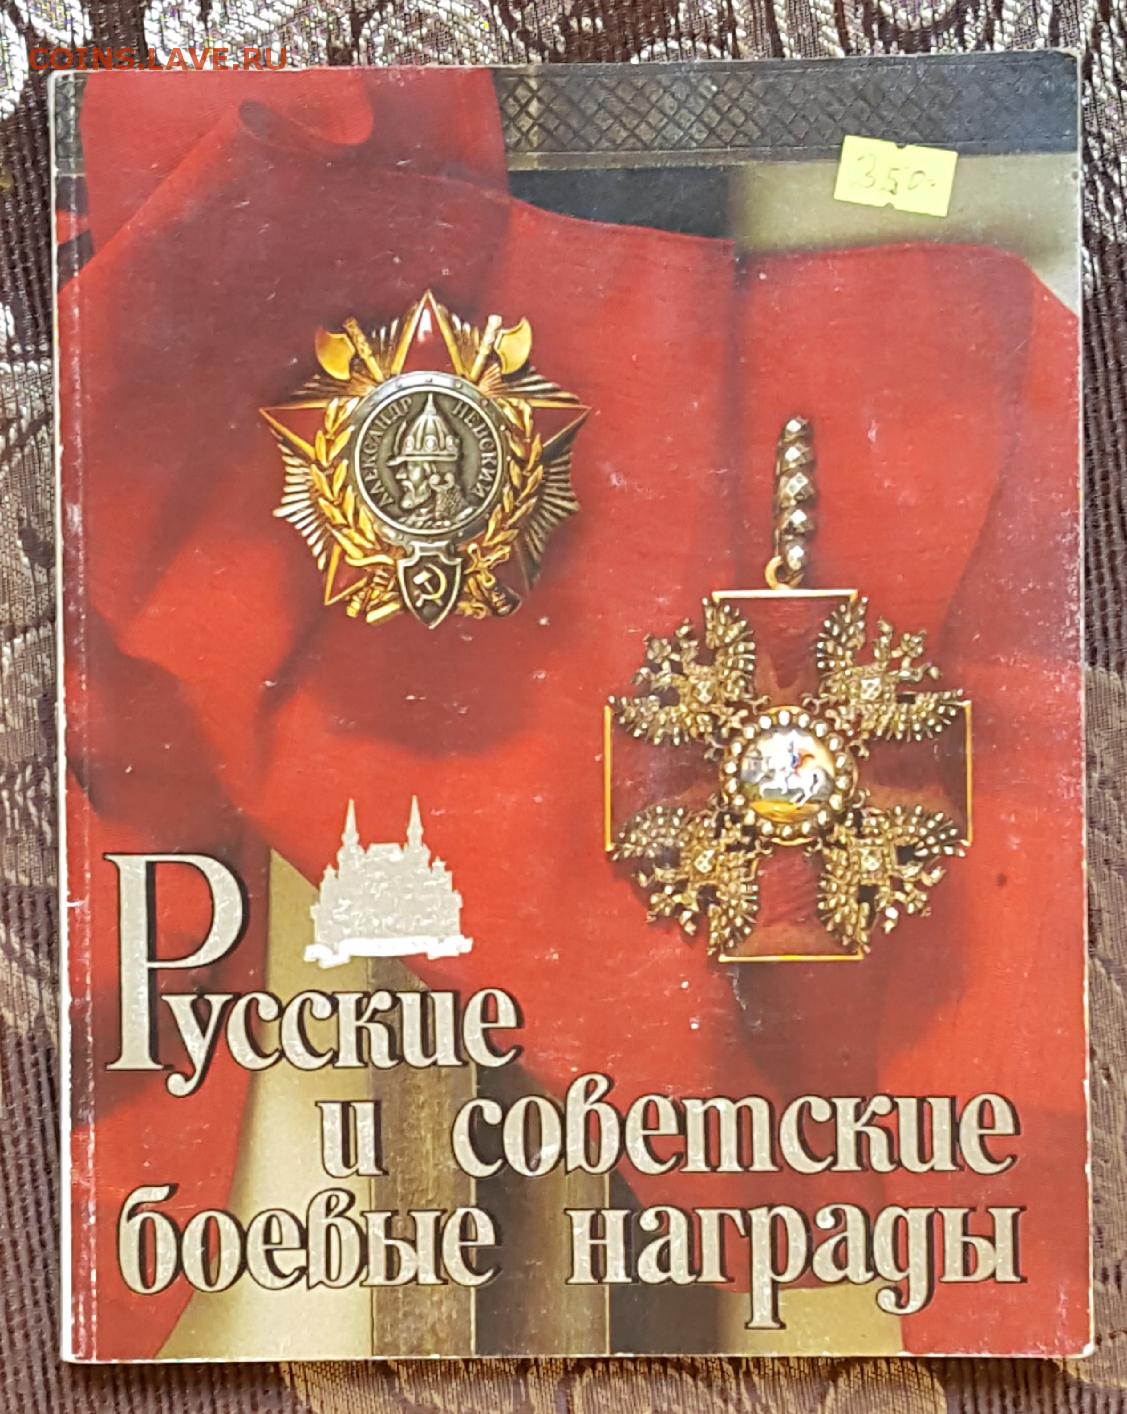 COINS.LAVE.RU
350-
АЛЕКСАНДР НЕВСКИЙ
Русские
и советские
боевые награды